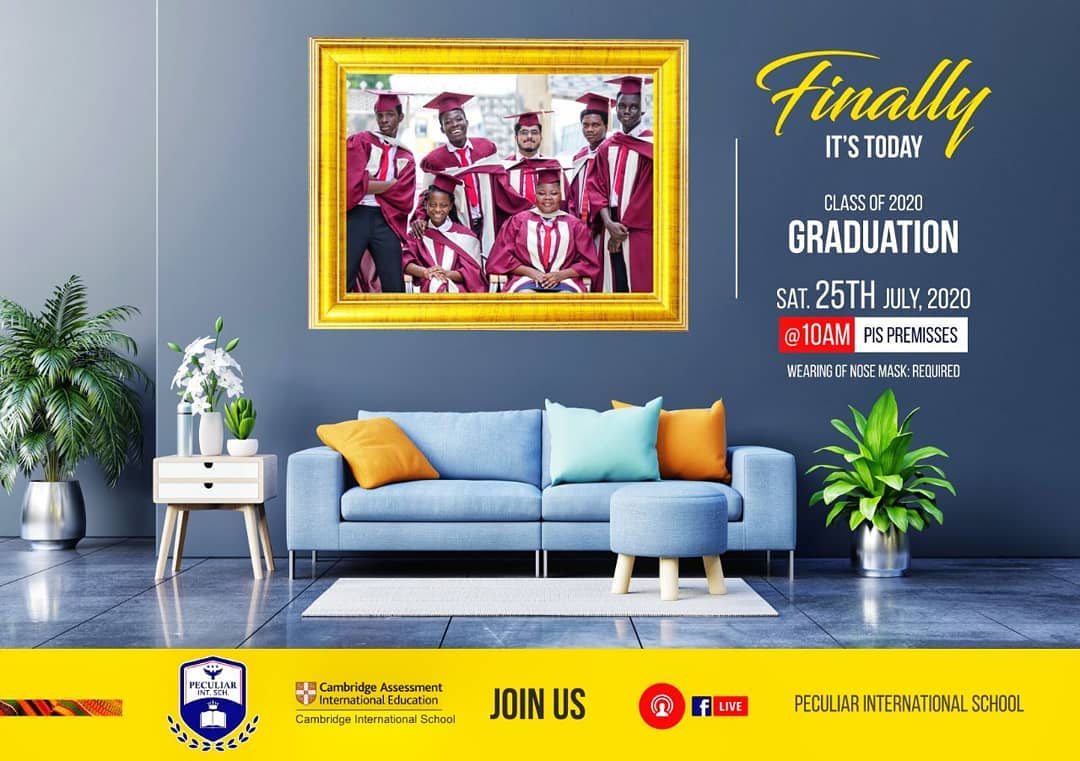 Finally
IT'S TODAY
CLASS OF 2020
GRADUATION
SAT. 25TH JULY, 2020
@10AM PIS PREMISSES
WEARING OF NOSE MASK: REQUIRED
PECULIAR
INT. SCH.
Cambridge Assessment
International Education
Cambridge International School
JOIN US
f LIVE
PECULIAR INTERNATIONAL SCHOOL